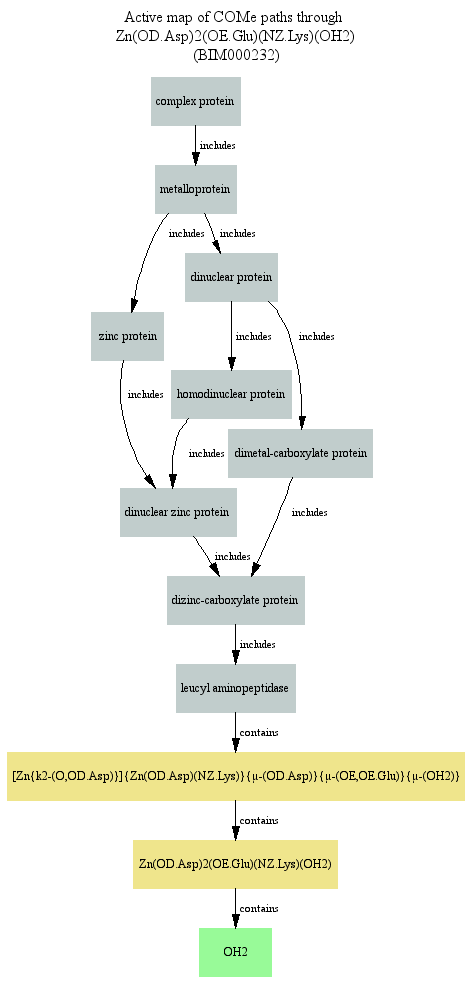 Active map of COMe paths through
Zn(OD.Asp)2(OE.Glu)(NZ.Lys)(OH2)
(BIM000232)
complex protein
includes
metalloprotein
includes
includes
dinuclear protein
zinc protein
includes
includes
homodinuclear protein
includes
includes
dimetal-carboxylate protein
dinuclear zinc protein
includes
includes
dizinc-carboxylate protein
includes
leucyl aminopeptidase
contains
[Zn{k2-(O,OD.Asp)}]{Zn(OD.Asp)(NZ.Lys)}{μ-(OD.Asp)}{μ-(OE,OE.Glu)}{μ-(OH2)}
contains
Zn(OD.Asp)2(OE.Glu)(NZ.Lys)(OH2)
contains
OH2